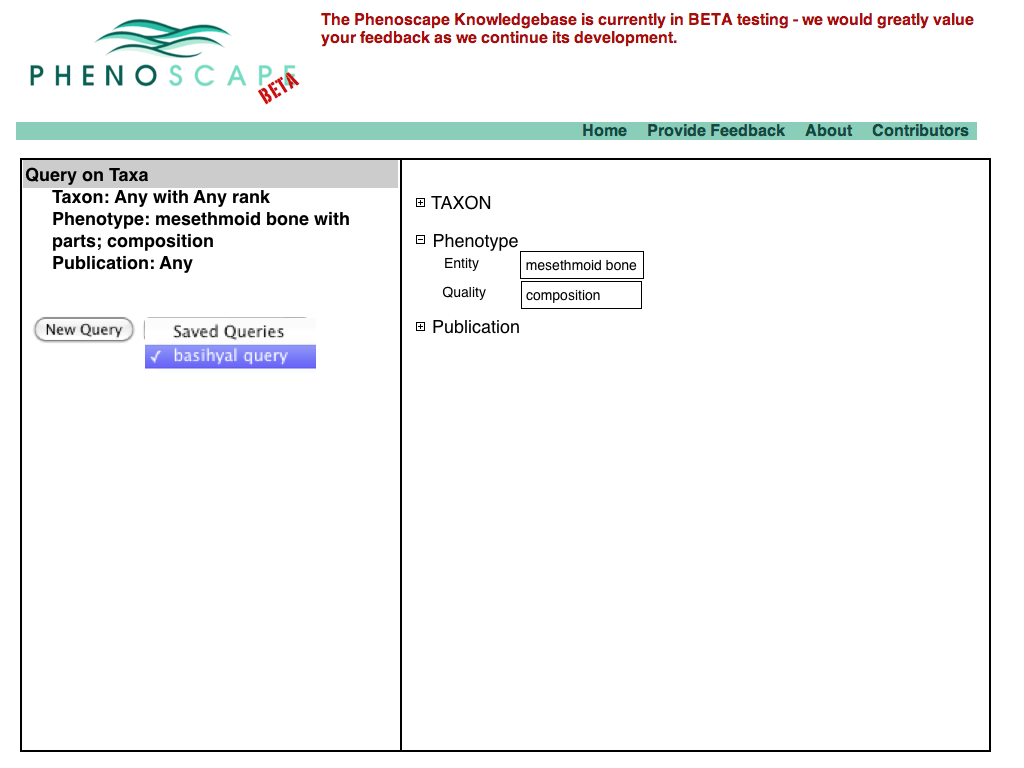 The Phenoscape Knowledgebase is currently in BETA testing - we would greatly value
your feedback as we continue its development.
PHENOSCAPE
BETA
Home Provide Feedback About Contributors
Query on Taxa
Taxon: Any with Any rank
Phenotype: mesethmoid bone with
parts; composition
Publication: Any
New Query Saved Queries
✓ basihyal query
TAXON
Phenotype
Entity mesethmoid bone
Quality composition
Publication